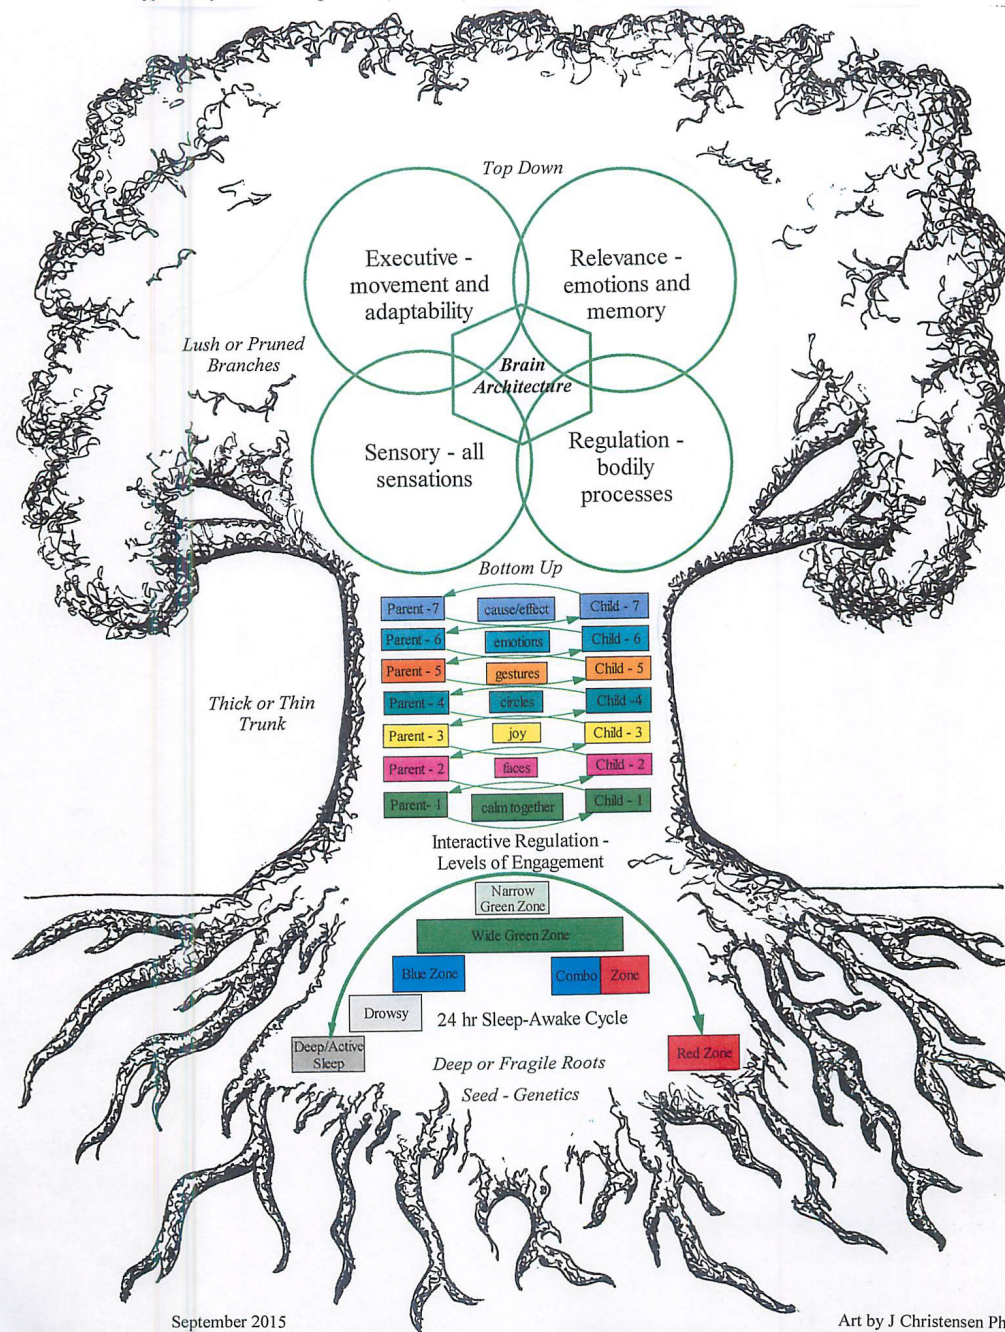 Top Down
Executive -
movement and
adaptability
Relevance -
emotions and
memory
Lush or Pruned
Branches
Brain
Architecture
Sensory - all
sensations
Regulation -
bodily
processes
Bottom Up
Parent - 7 cause/effect Child - 7
Parent - 6 emotions Child - 6
Parent - 5 gestures Child - 5
Parent - 4 circles Child -4
Parent - 3 joy Child - 3
Parent - 2 faces Child - 2
Parent- 1 calm together Child - 1
Thick or Thin
Trunk
Interactive Regulation -
Levels of Engagement
Narrow
Green Zone
Wide Green Zone
Blue Zone Combo Zone
Drowsy
24 hr Sleep-Awake Cycle
Deep/Active
Sleep
Red Zone
Deep or Fragile Roots
Seed - Genetics
September 2015
Art by J Christensen Ph